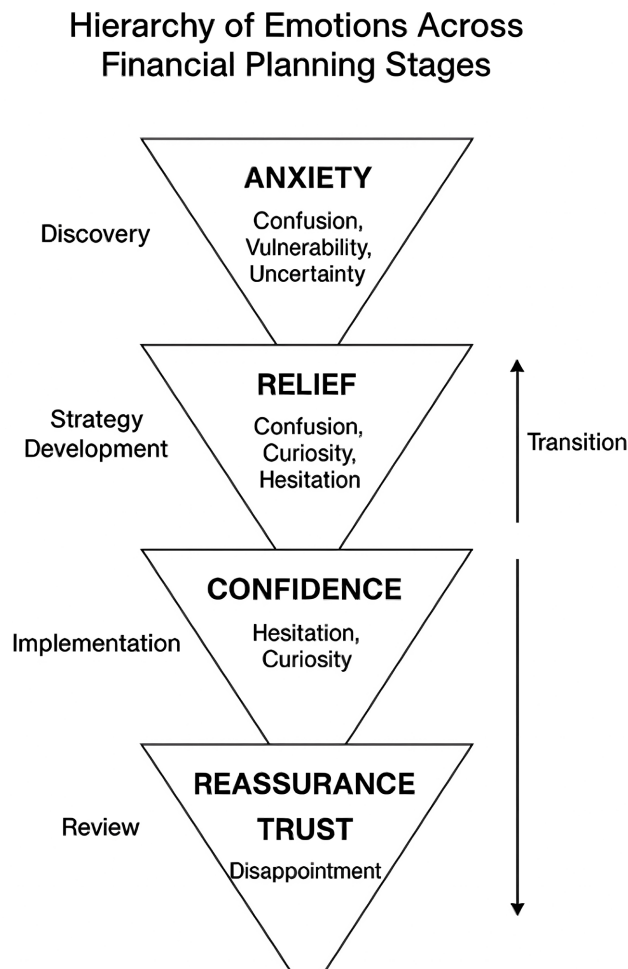 Hierarchy of Emotions Across
Financial Planning Stages
ANXIETY
Confusion,
Vulnerability,
Uncertainty
Discovery
RELIEF
Confusion,
Curiosity,
Hesitation
Strategy
Development
Transition
CONFIDENCE
Hesitation,
Curiosity
Implementation
REASSURANCE
TRUST
Disappointment
Review